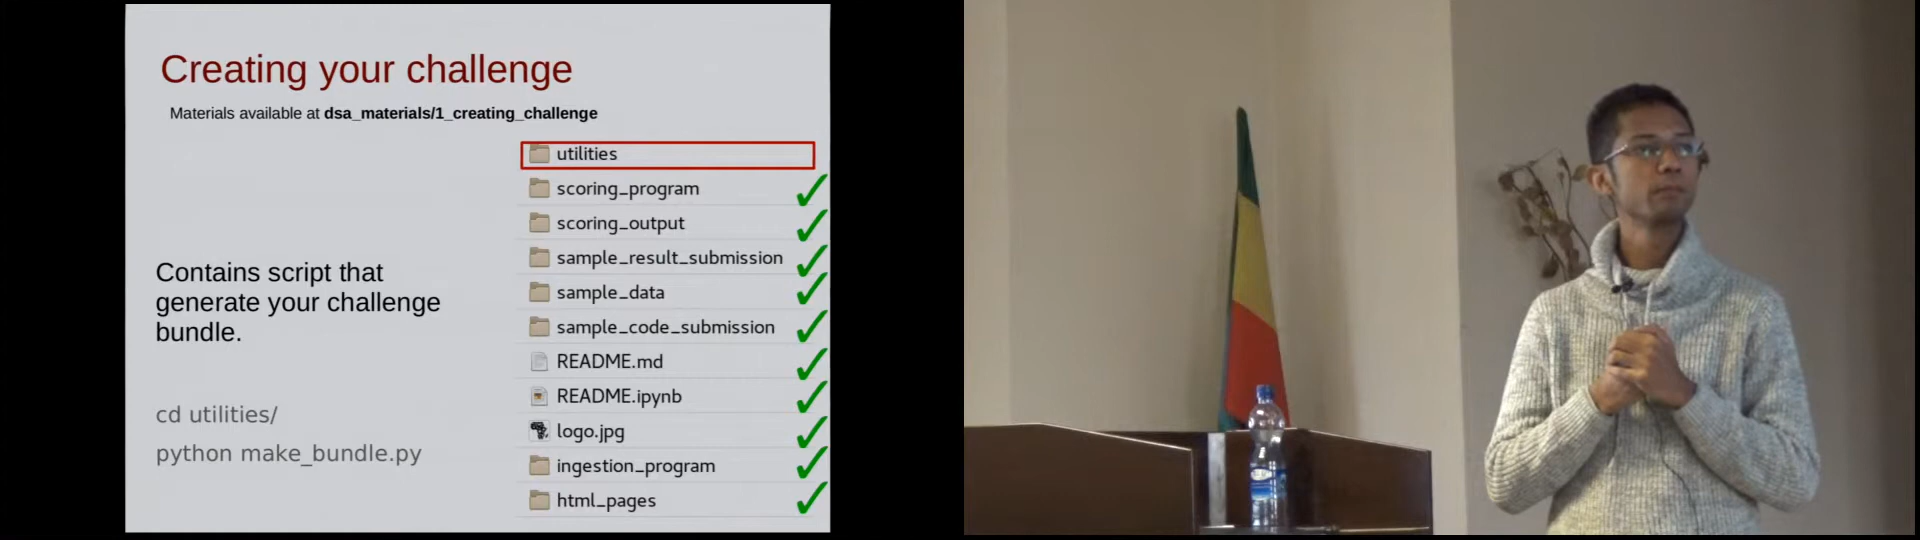 Creating your challenge
Materials available at dsa_materials/1_creating_challenge
utilities
scoring_program
scoring_output
sample_result_submission
sample_data
sample_code_submission
README.md
README.ipynb
logo.jpg
ingestion_program
html_pages
Contains script that
generate your challenge
bundle.
cd utilities/
python make_bundle.py